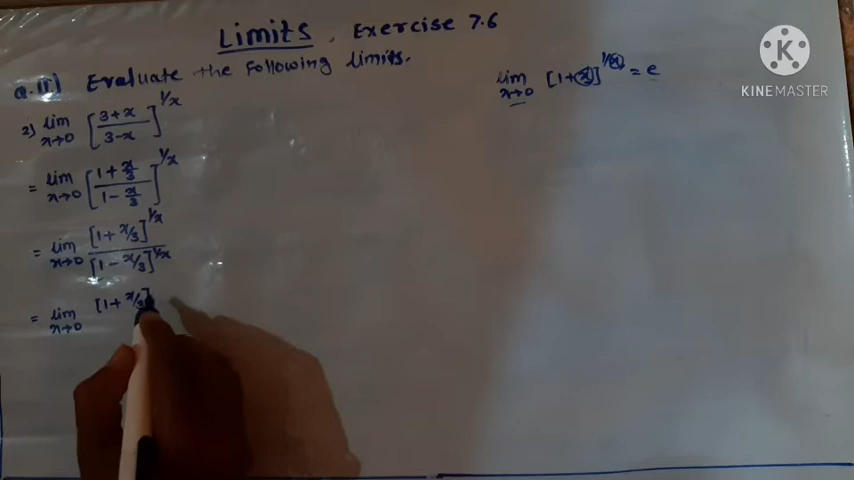 Limits . Exercise 7.6
Q.II) Evaluate the following limits.
2) lim x→0 [3+x / 3-x]^1/x
= lim x→0 [1+x/3 / 1-x/3]^1/x
= lim x→0 [1+x/3]^1/x / [1-x/3]^1/x
= lim x→0 [1+x/3]
lim x→0 [1+x]^1/x = e
K
KINEMASTER